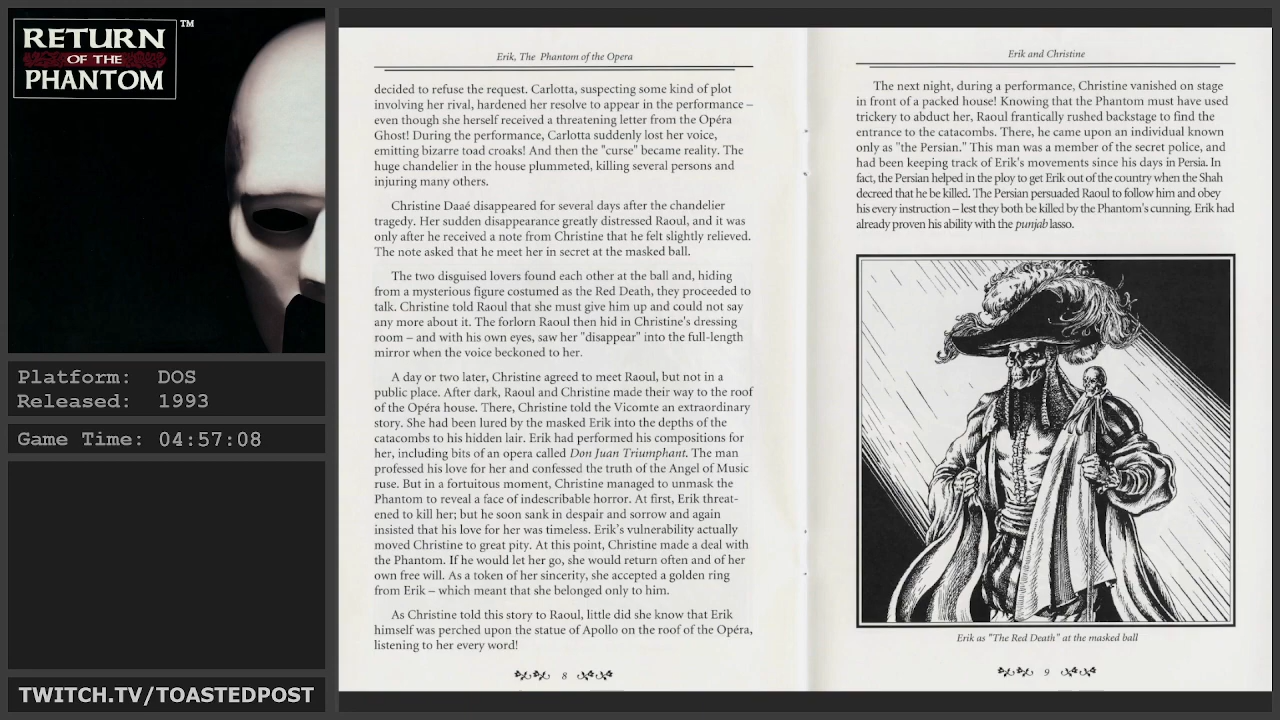 RETURN
OF THE
PHANTOM
TM
Platform: DOS
Released: 1993
Game Time: 04:57:08
TWITCH.TV/TOASTEDPOST
Erik, The Phantom of the Opera
decided to refuse the request. Carlotta, suspecting some kind of plot
involving her rival, hardened her resolve to appear in the performance –
even though she herself received a threatening letter from the Opéra
Ghost! During the performance, Carlotta suddenly lost her voice,
emitting bizarre toad croaks! And then the "curse" became reality. The
huge chandelier in the house plummeted, killing several persons and
injuring many others.
Christine Daaé disappeared for several days after the chandelier
tragedy. Her sudden disappearance greatly distressed Raoul, and it was
only after he received a note from Christine that he felt slightly relieved.
The note asked that he meet her in secret at the masked ball.
The two disguised lovers found each other at the ball and, hiding
from a mysterious figure costumed as the Red Death, they proceeded to
talk. Christine told Raoul that she must give him up and could not say
any more about it. The forlorn Raoul then hid in Christine's dressing
room – and with his own eyes, saw her "disappear" into the full-length
mirror when the voice beckoned to her.
A day or two later, Christine agreed to meet Raoul, but not in a
public place. After dark, Raoul and Christine made their way to the roof
of the Opéra house. There, Christine told the Vicomte an extraordinary
story. She had been lured by the masked Erik into the depths of the
catacombs to his hidden lair. Erik had performed his compositions for
her, including bits of an opera called Don Juan Triumphant. The man
professed his love for her and confessed the truth of the Angel of Music
ruse. But in a fortuitous moment, Christine managed to unmask the
Phantom to reveal a face of indescribable horror. At first, Erik threat-
ened to kill her; but he soon sank in despair and sorrow and again
insisted that his love for her was timeless. Erik's vulnerability actually
moved Christine to great pity. At this point, Christine made a deal with
the Phantom. If he would let her go, she would return often and of her
own free will. As a token of her sincerity, she accepted a golden ring
from Erik – which meant that she belonged only to him.
As Christine told this story to Raoul, little did she know that Erik
himself was perched upon the statue of Apollo on the roof of the Opéra,
listening to her every word!
8
Erik and Christine
The next night, during a performance, Christine vanished on stage
in front of a packed house! Knowing that the Phantom must have used
trickery to abduct her, Raoul frantically rushed backstage to find the
entrance to the catacombs. There, he came upon an individual known
only as "the Persian." This man was a member of the secret police, and
had been keeping track of Erik's movements since his days in Persia. In
fact, the Persian helped in the ploy to get Erik out of the country when the Shah
decreed that he be killed. The Persian persuaded Raoul to follow him and obey
his every instruction – lest they both be killed by the Phantom's cunning. Erik had
already proven his ability with the punjab lasso.
Erik as "The Red Death" at the masked ball
9